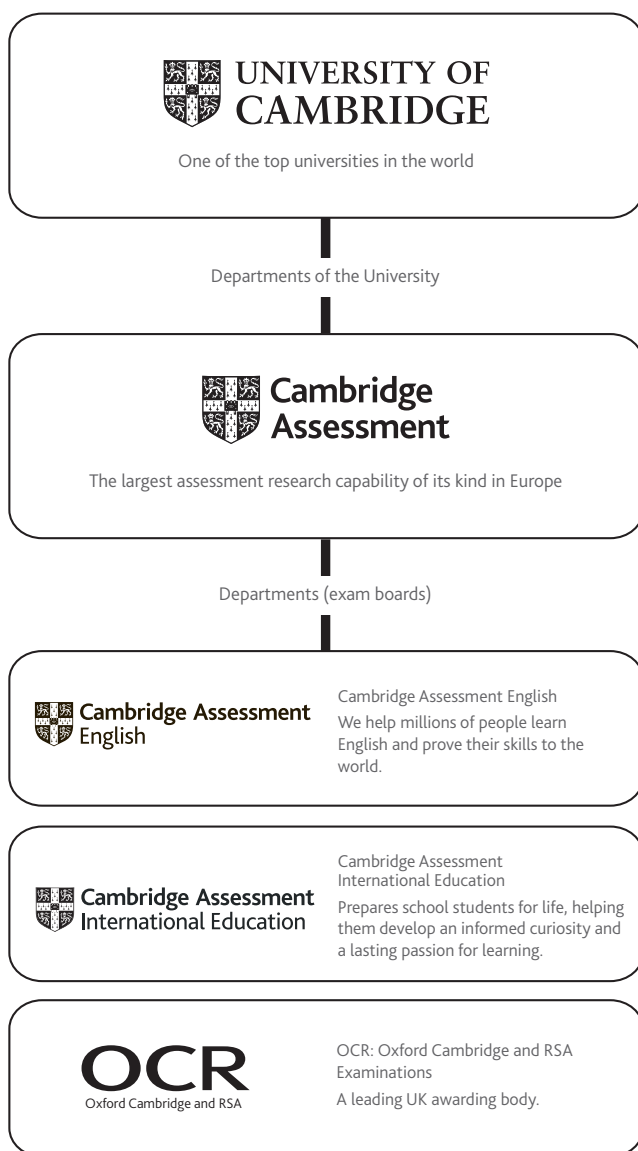 UNIVERSITY OF
CAMBRIDGE
One of the top universities in the world
Departments of the University
Cambridge
Assessment
The largest assessment research capability of its kind in Europe
Departments (exam boards)
Cambridge Assessment
English
Cambridge Assessment English
We help millions of people learn
English and prove their skills to the
world.
Cambridge Assessment
International Education
Cambridge Assessment
International Education
Prepares school students for life, helping
them develop an informed curiosity and
a lasting passion for learning.
OCR
Oxford Cambridge and RSA
OCR: Oxford Cambridge and RSA
Examinations
A leading UK awarding body.